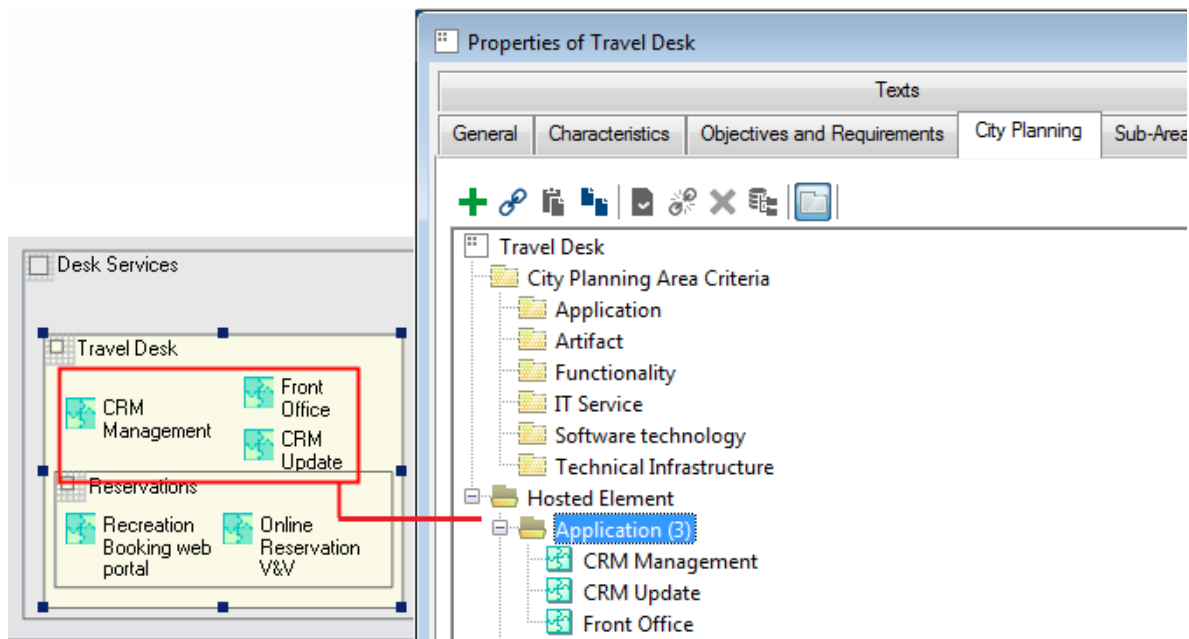 Properties of Travel Desk
Texts
General Characteristics Objectives and Requirements City Planning Sub-Area
Travel Desk
City Planning Area Criteria
Application
Artifact
Functionality
IT Service
Software technology
Technical Infrastructure
Hosted Element
Application (3)
CRM Management
CRM Update
Front Office
Desk Services
Travel Desk
CRM
Management
Front
Office
CRM
Update
Reservations
Recreation
Booking web
portal
Online
Reservation
V&V